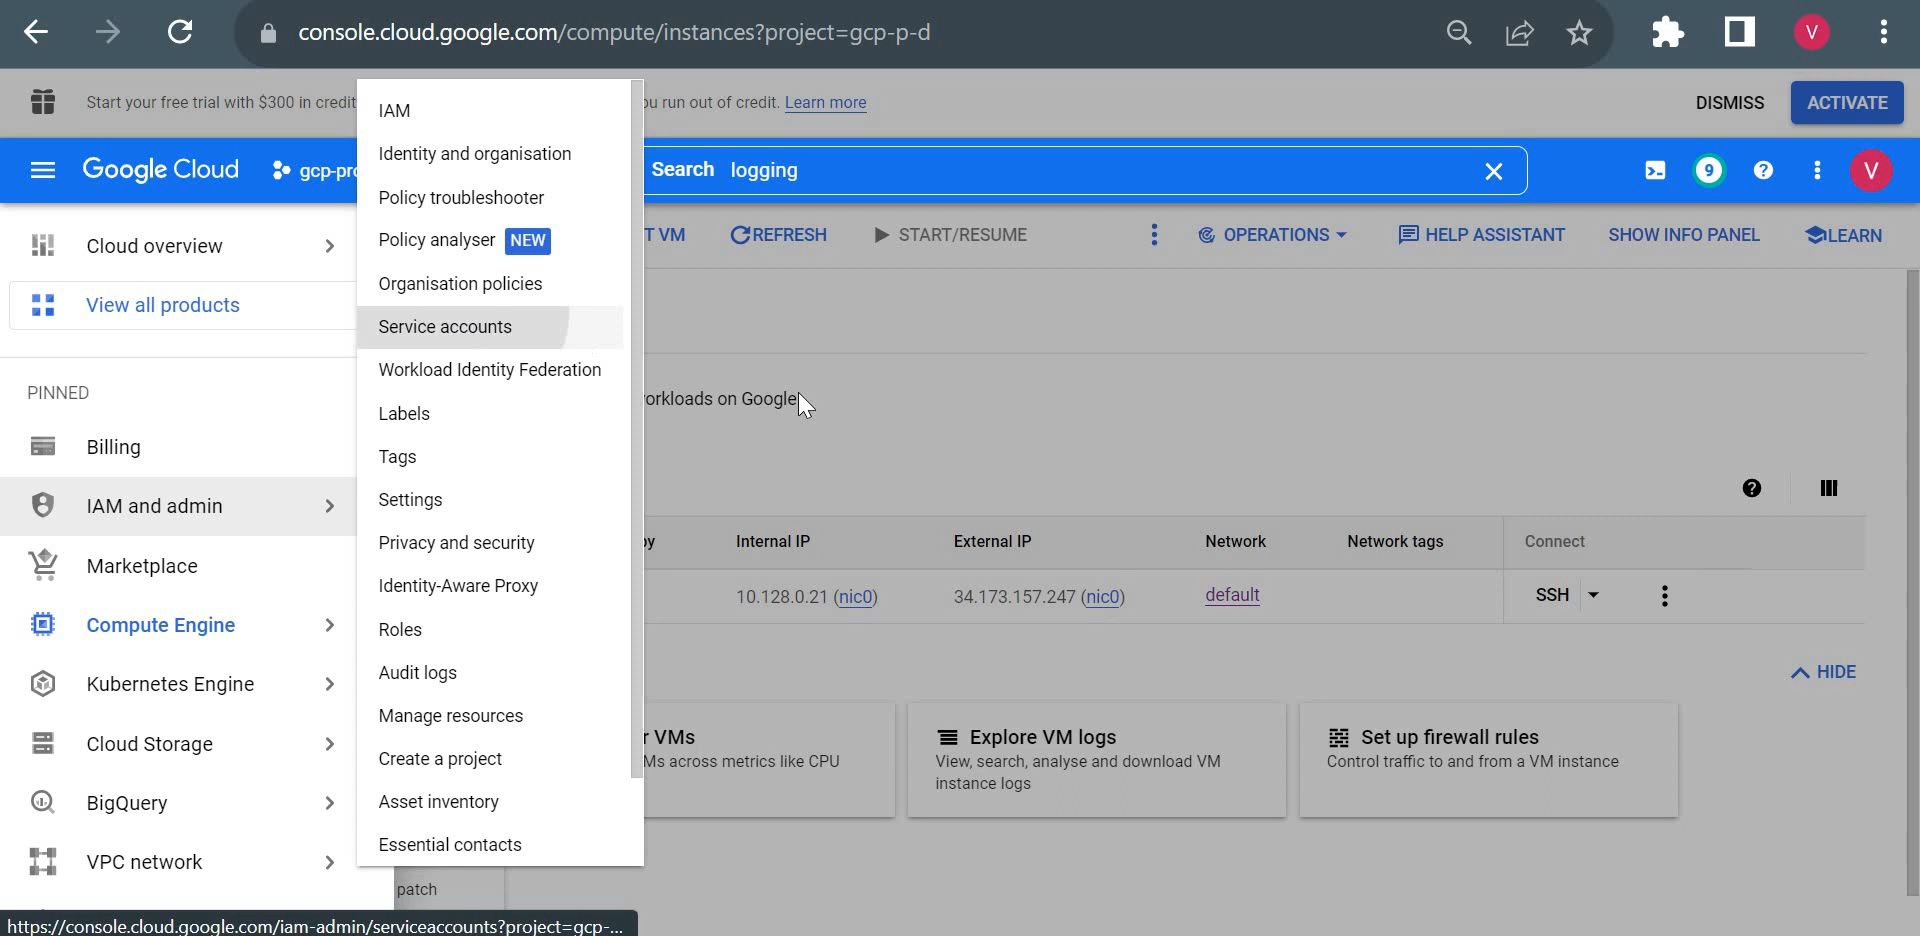 console.cloud.google.com/compute/instances?project=gcp-p-d
V
Start your free trial with $300 in credit
ou run out of credit. Learn more
DISMISS
ACTIVATE
Google Cloud
gcp-pro
Search logging
9
V
Cloud overview
View all products
PINNED
Billing
IAM and admin
Marketplace
Compute Engine
Kubernetes Engine
Cloud Storage
BigQuery
VPC network
IAM
Identity and organisation
Policy troubleshooter
Policy analyser NEW
Organisation policies
Service accounts
Workload Identity Federation
Labels
Tags
Settings
Privacy and security
Identity-Aware Proxy
Roles
Audit logs
Manage resources
Create a project
Asset inventory
Essential contacts
T VM
REFRESH
START/RESUME
OPERATIONS
HELP ASSISTANT
SHOW INFO PANEL
LEARN
orkloads on Google
by
Internal IP
External IP
Network
Network tags
Connect
10.128.0.21 (nic0)
34.173.157.247 (nic0)
default
SSH
HIDE
r VMs
Ms across metrics like CPU
Explore VM logs
View, search, analyse and download VM
instance logs
Set up firewall rules
Control traffic to and from a VM instance
patch
https://console.cloud.google.com/iam-admin/serviceaccounts?project=gcp-...